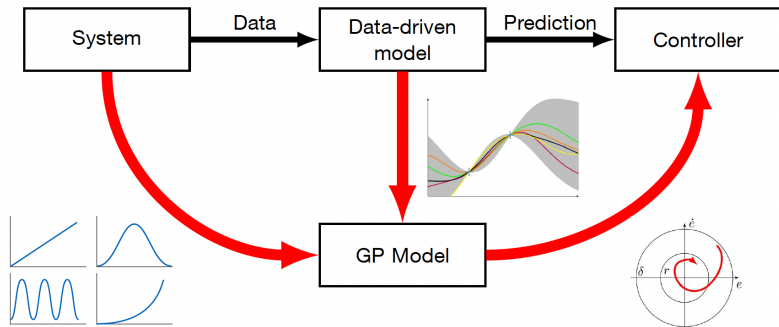 System
Data
Data-driven
model
Prediction
Controller
GP Model
ė
δ
r
e